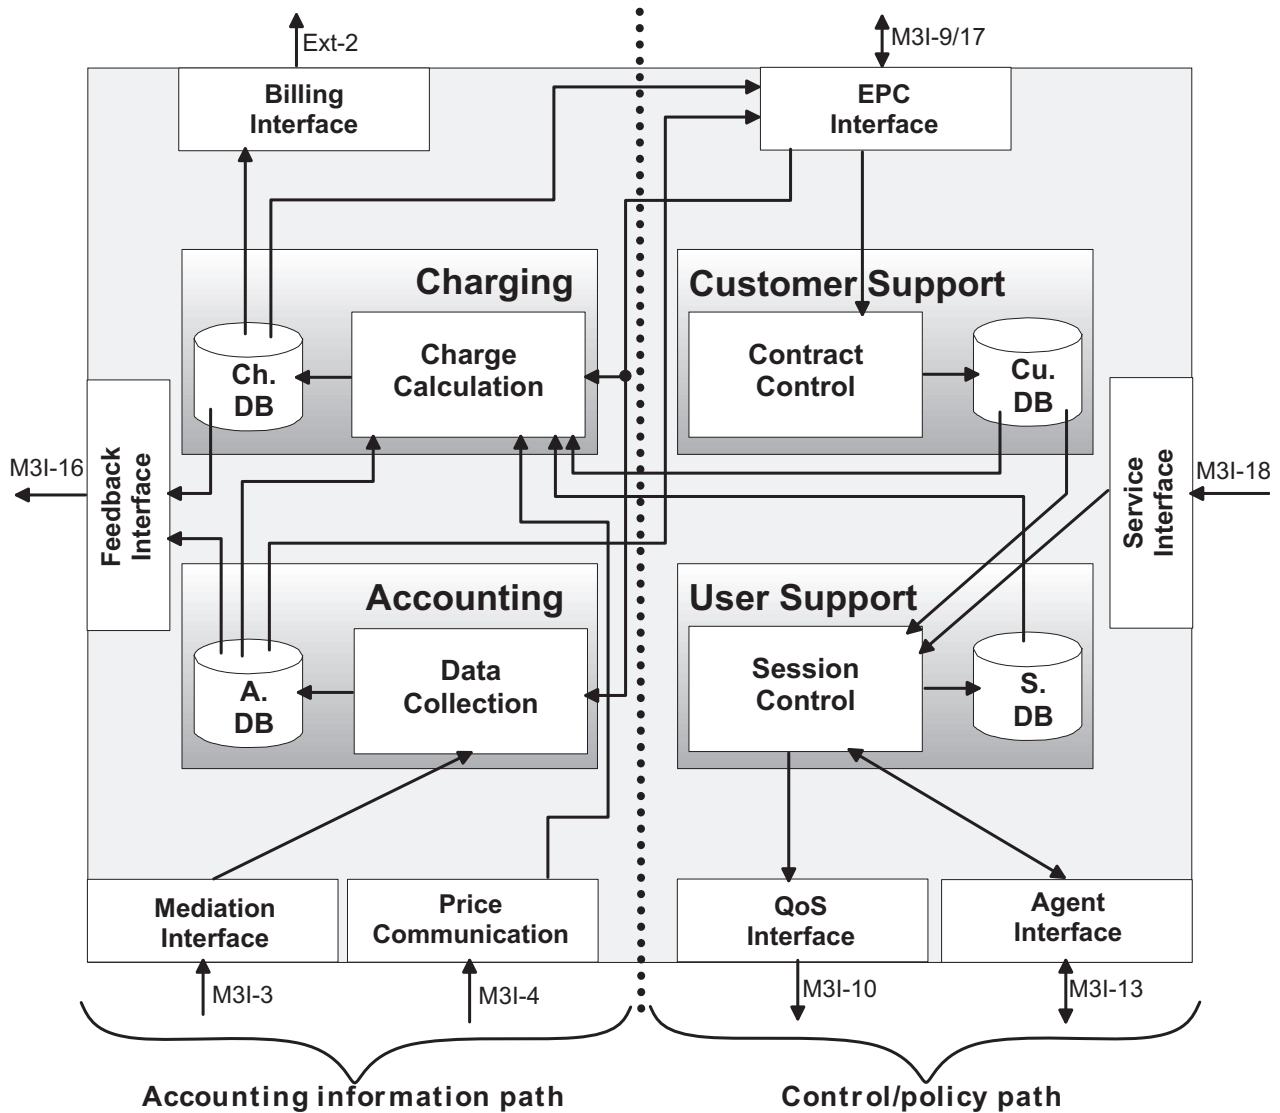 Ext-2
M3I-9/17
Billing
Interface
EPC
Interface
Charging
Customer Support
Charge
Calculation
Ch.
DB
Contract
Control
Cu.
DB
M3I-16
Feedback
Interface
Service
Interface
M3I-18
Accounting
User Support
Data
Collection
A.
DB
Session
Control
S.
DB
Mediation
Interface
Price
Communication
QoS
Interface
Agent
Interface
M3I-3
M3I-4
M3I-10
M3I-13
Accounting information path
Control/policy path